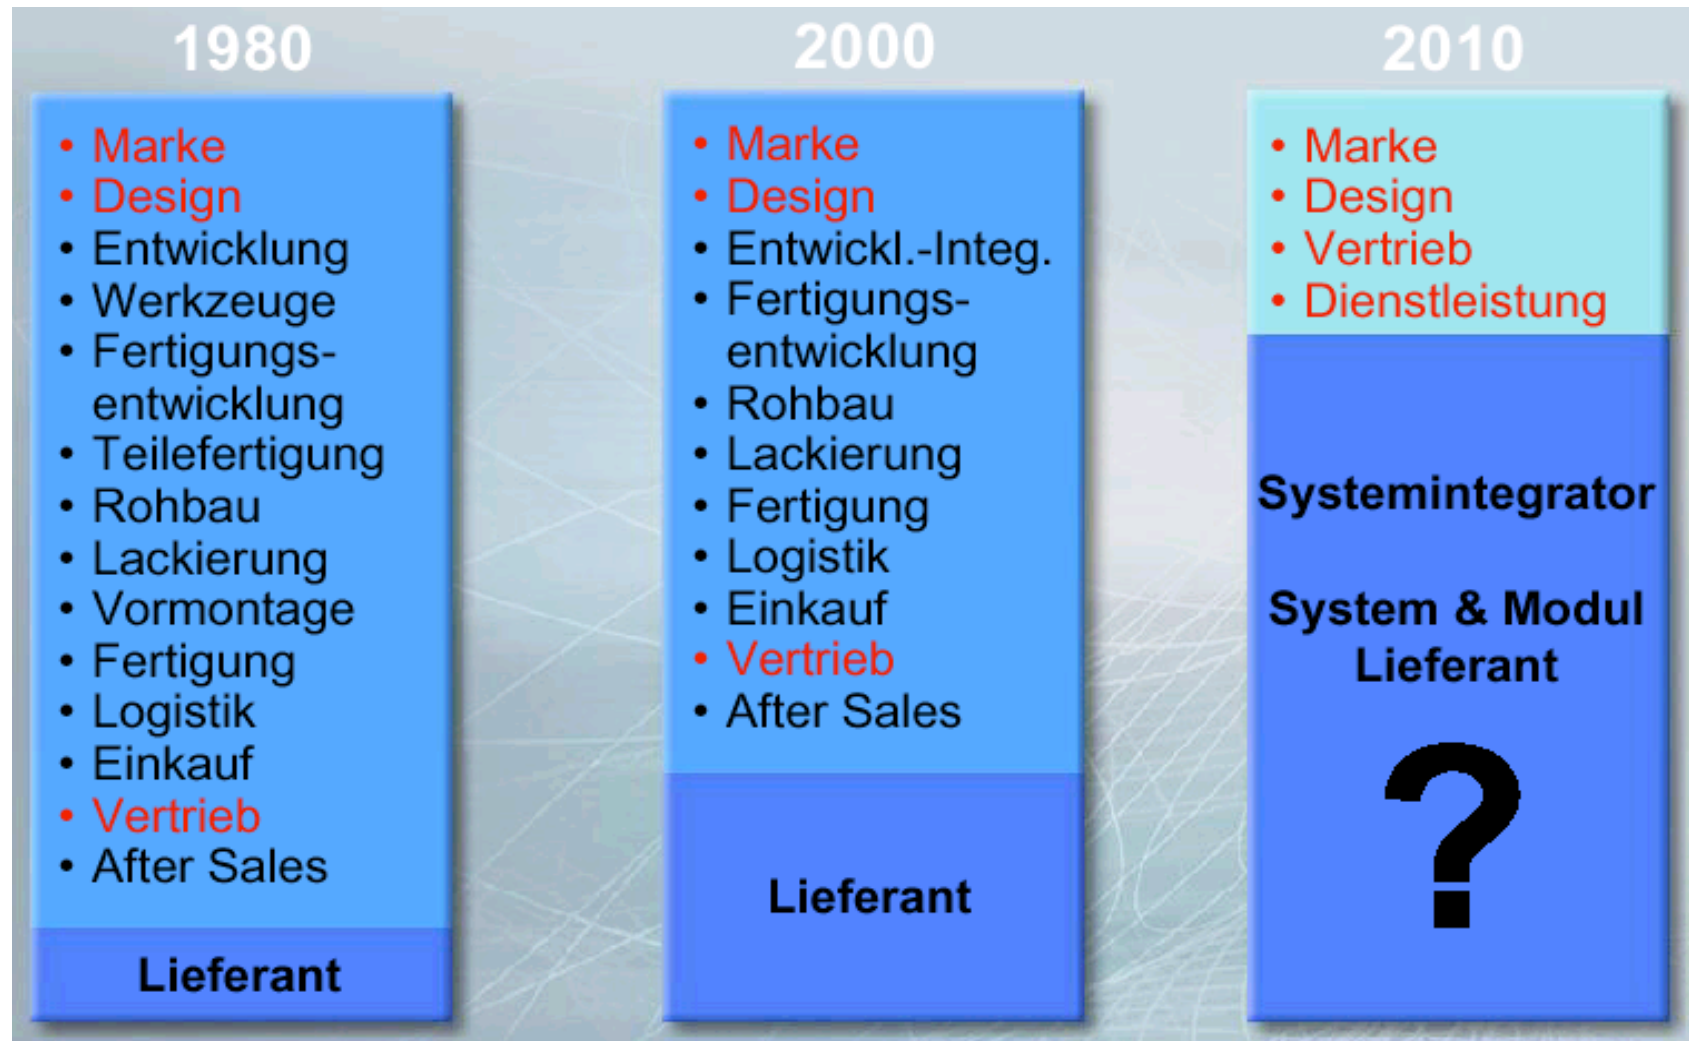 1980
• Marke
• Design
• Entwicklung
• Werkzeuge
• Fertigungs-
entwicklung
• Teilefertigung
• Rohbau
• Lackierung
• Vormontage
• Fertigung
• Logistik
• Einkauf
• Vertrieb
• After Sales
Lieferant
2000
• Marke
• Design
• Entwickl.-Integ.
• Fertigungs-
entwicklung
• Rohbau
• Lackierung
• Fertigung
• Logistik
• Einkauf
• Vertrieb
• After Sales
Lieferant
2010
• Marke
• Design
• Vertrieb
• Dienstleistung
Systemintegrator
System & Modul
Lieferant
?